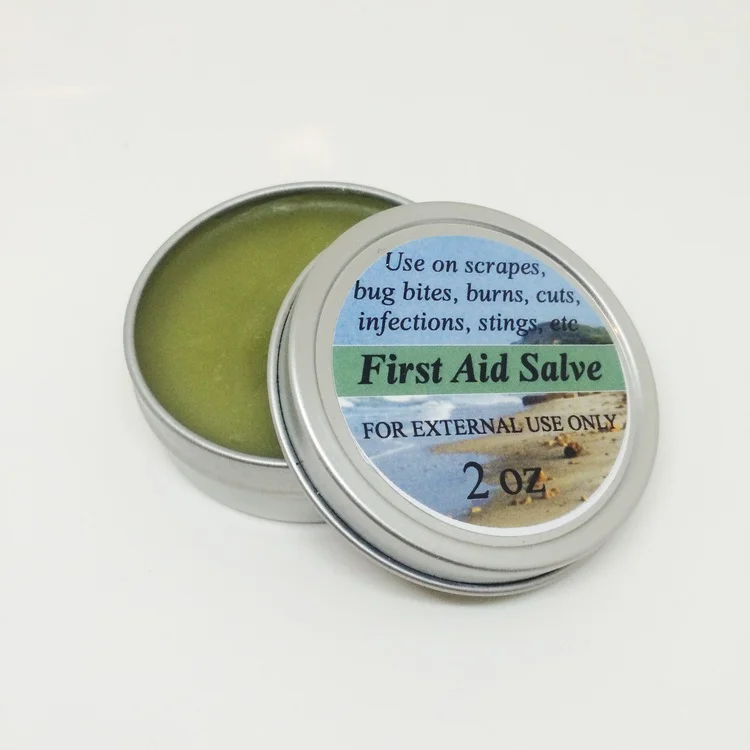 Use on scrapes,
bug bites, burns, cuts,
infections, stings, etc
First Aid Salve
FOR EXTERNAL USE ONLY
2 oz